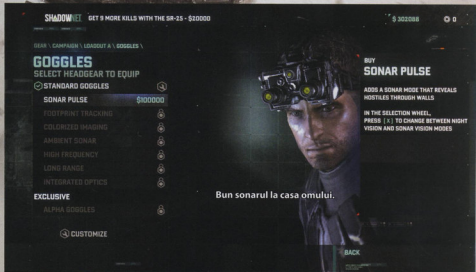 SHADOWNET GET 9 MORE KILLS WITH THE SR-25 - $20000
$ 302066 0
GEAR \ CAMPAIGN \ LOADOUT A \ GOGGLES \
GOGGLES
SELECT HEADGEAR TO EQUIP
STANDARD GOGGLES
SONAR PULSE $100000
FOOTPRINT TRACKING
COLORIZED IMAGING
AMBIENT SONAR
HIGH FREQUENCY
LONG RANGE
INTEGRATED OPTICS
EXCLUSIVE
ALPHA GOGGLES
CUSTOMIZE
BUY
SONAR PULSE
ADDS A SONAR MODE THAT REVEALS
HOSTILES THROUGH WALLS
IN THE SELECTION WHEEL,
PRESS [X] TO CHANGE BETWEEN NIGHT
VISION AND SONAR VISION MODES
Bun sonarul la casa omului.
BACK